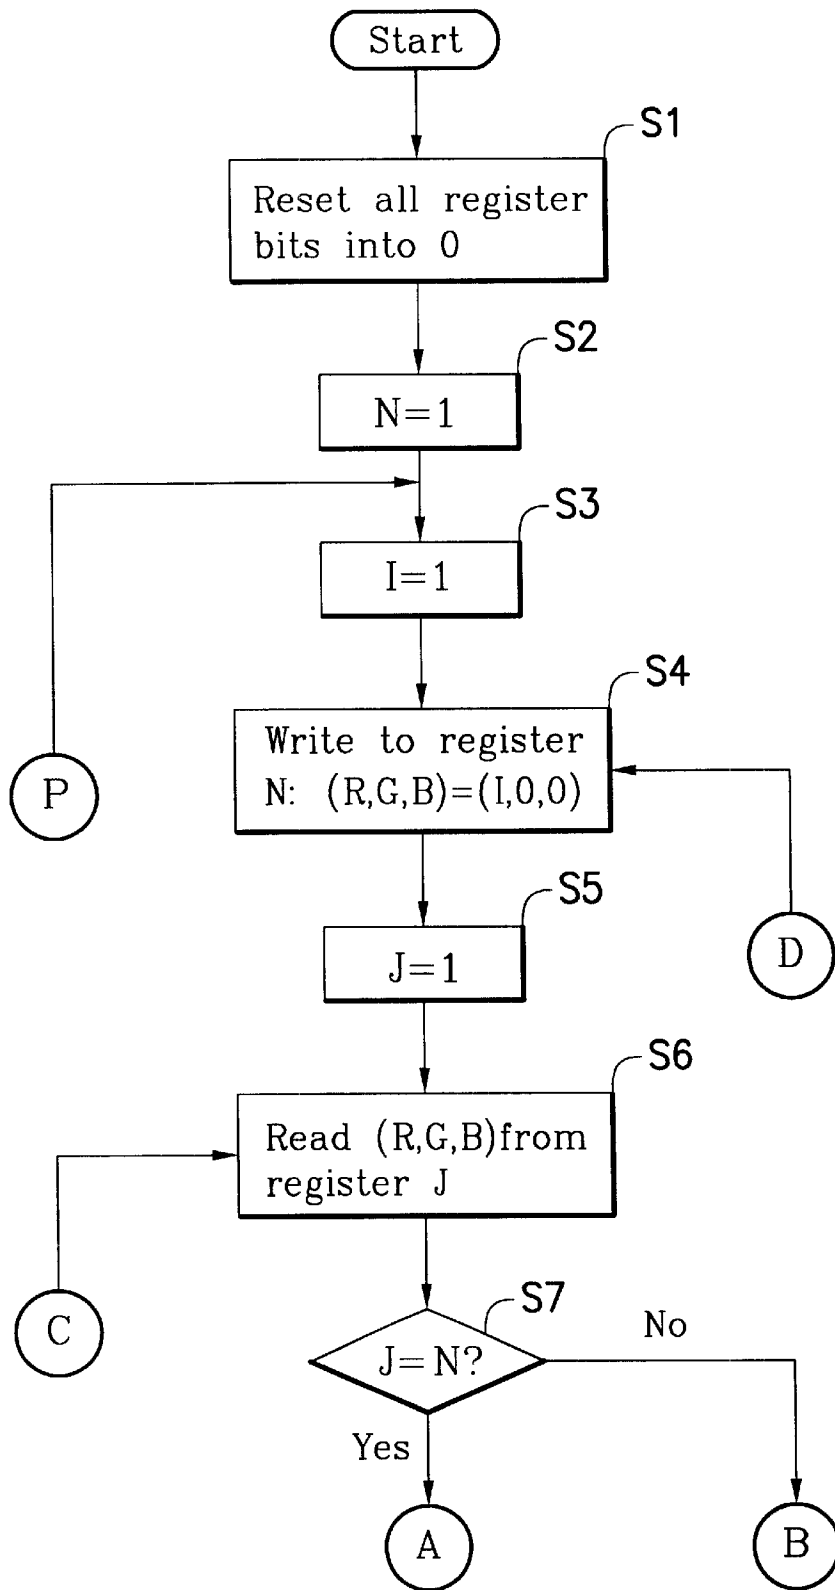 Start
S1
Reset all register
bits into 0
S2
N=1
S3
I=1
S4
Write to register
N: (R,G,B)=(I,0,0)
P
S5
J=1
D
S6
Read (R,G,B)from
register J
C
S7
J=N?
No
Yes
A
B